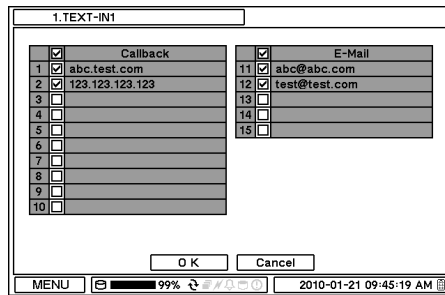 1.TEXT-IN1
Callback
1 abc.test.com
2 123.123.123.123
3
4
5
6
7
8
9
10
E-Mail
11 abc@abc.com
12 test@test.com
13
14
15
O K
Cancel
MENU
99%
2010-01-21 09:45:19 AM